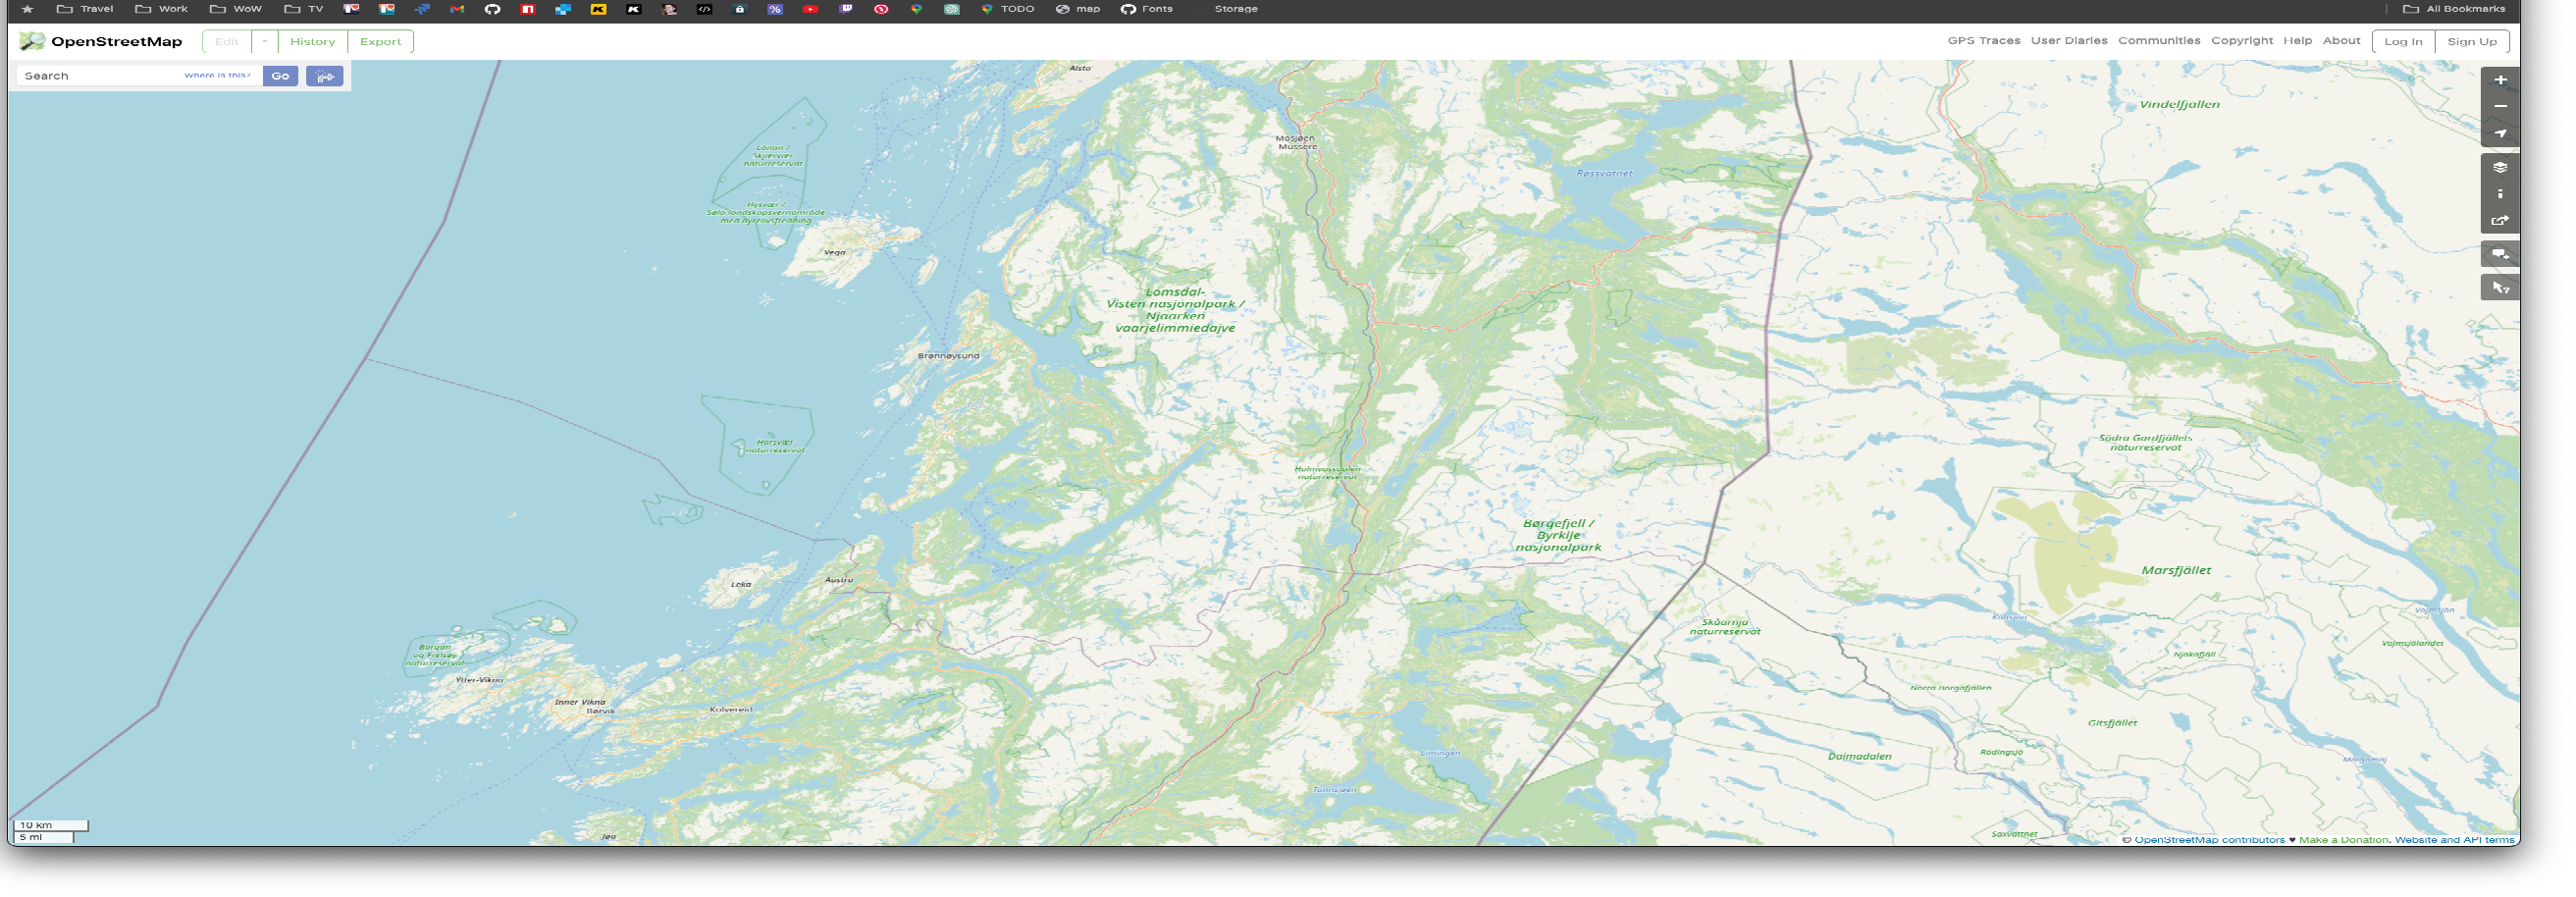 Travel Work WoW TV TODO map Fonts Storage All Bookmarks
OpenStreetMap Edit History Export GPS Traces User Diaries Communities Copyright Help About Log In Sign Up
Search Where is this? Go
Alsta
Vindelfjällen
Mosjøen
Mussere
Lånan /
Skjærvær
naturreservat
Røssvatnet
Hysvær /
Søla landskapsvernområde
med dyrelivsfredning
Vega
Lomsdal-
Visten nasjonalpark /
Njaarken
vaarjelimmiedajve
Brønnøysund
Horsvær
naturreservat
Södra Gardfjällets
naturreservat
Holmvassdalen
naturreservat
Børgefjell /
Byrkije
nasjonalpark
Marsfjället
Leka
Austra
Kultsjön
Vojmsjön
Skåarnja
naturreservat
Borgan
og Frelsøy
naturreservat
Vojmsjölandet
Njakafjäll
Ytter-Vikna
Norra Borgafjällen
Inner Vikna
Rørvik
Kolvereid
Gitsfjället
Limingen
Daimadalen
Rödingsjö
Malgomaj
Tunnsjøen
10 km
5 mi
Jøa
Saxvattnet
© OpenStreetMap contributors ♥ Make a Donation. Website and API terms